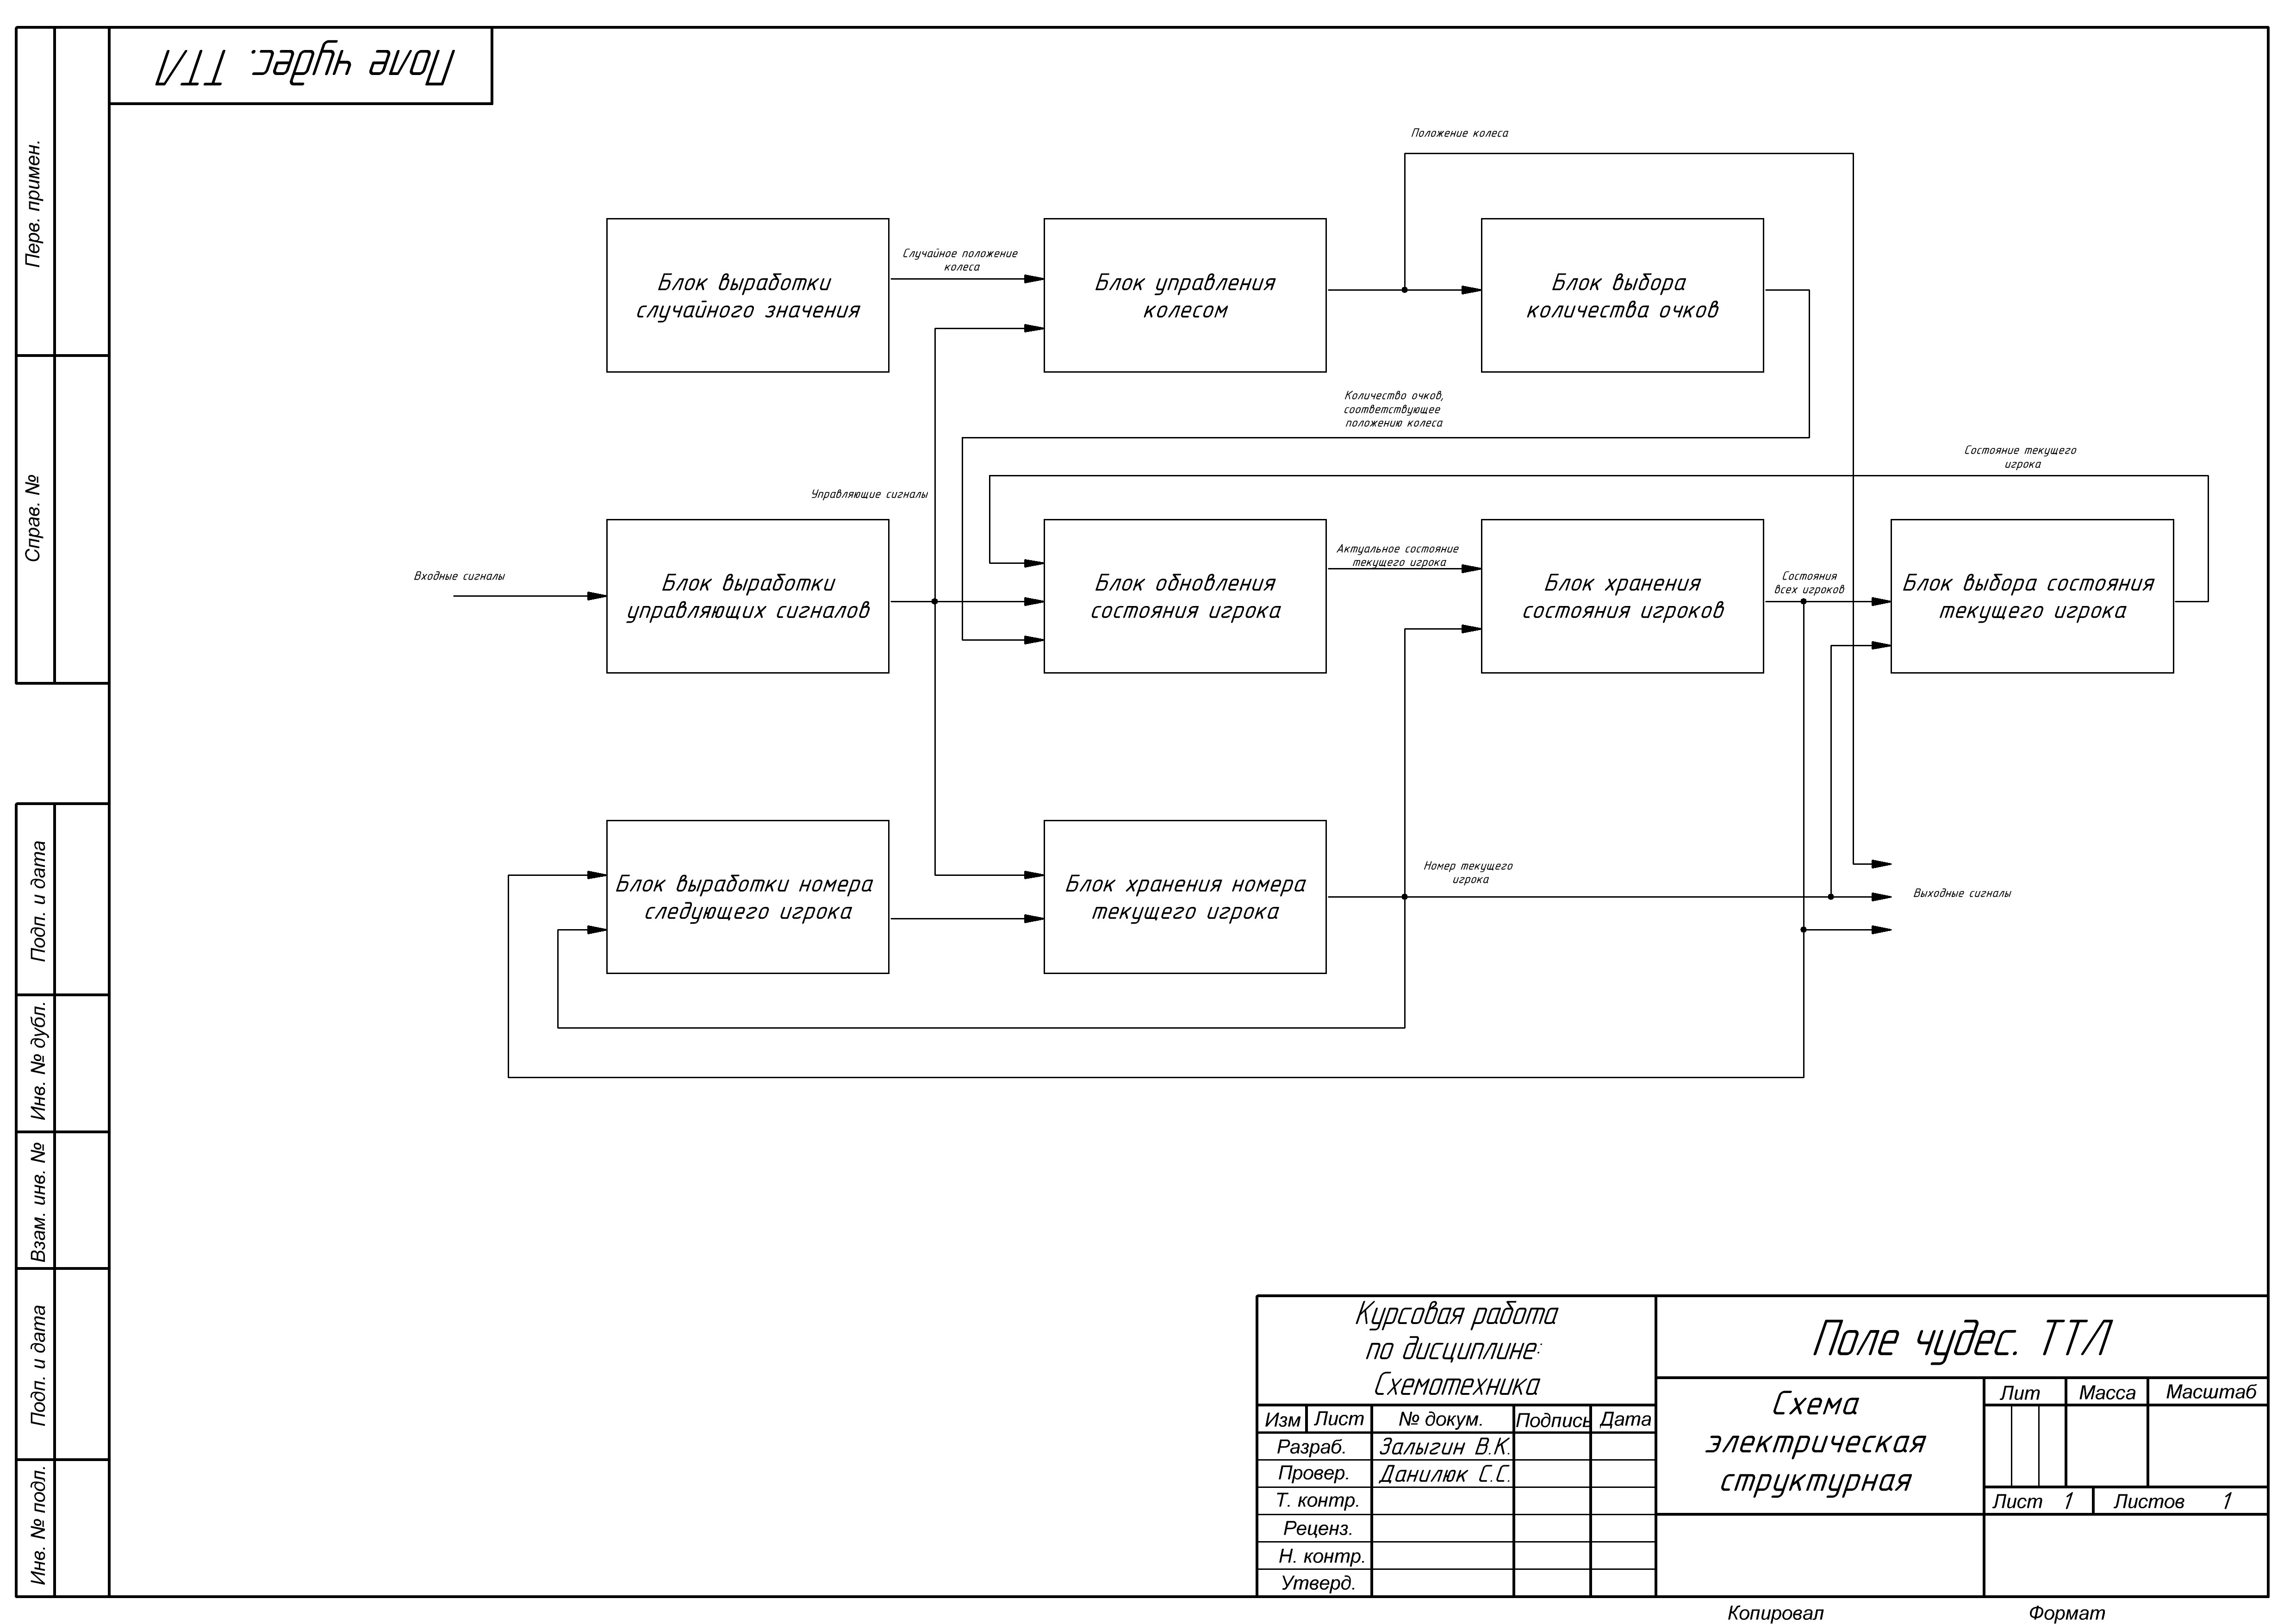 Поле чудес. ТТЛ
Перв. примен.
Справ. №
Подп. и дата
Инв. № дубл.
Взам. инв. №
Подп. и дата
Инв. № подл.
Положение колеса
Блок выработки
случайного значения
Случайное положение
колеса
Блок управления
колесом
Блок выбора
количества очков
Количество очков,
соответствующее
положению колеса
Состояние текущего
игрока
Управляющие сигналы
Входные сигналы
Блок выработки
управляющих сигналов
Блок обновления
состояния игрока
Актуальное состояние
текущего игрока
Блок хранения
состояния игроков
Состояния
всех игроков
Блок выбора состояния
текущего игрока
Блок выработки номера
следующего игрока
Блок хранения номера
текущего игрока
Номер текущего
игрока
Выходные сигналы
Курсовая работа
по дисциплине:
Схемотехника
Поле чудес. ТТЛ
Изм Лист № докум. Подпись Дата
Разраб. Залыгин В.К.
Провер. Данилюк С.С.
Т. контр.
Реценз.
Н. контр.
Утверд.
Схема
электрическая
структурная
Лит Масса Масштаб
Лист 1 Листов 1
Копировал Формат